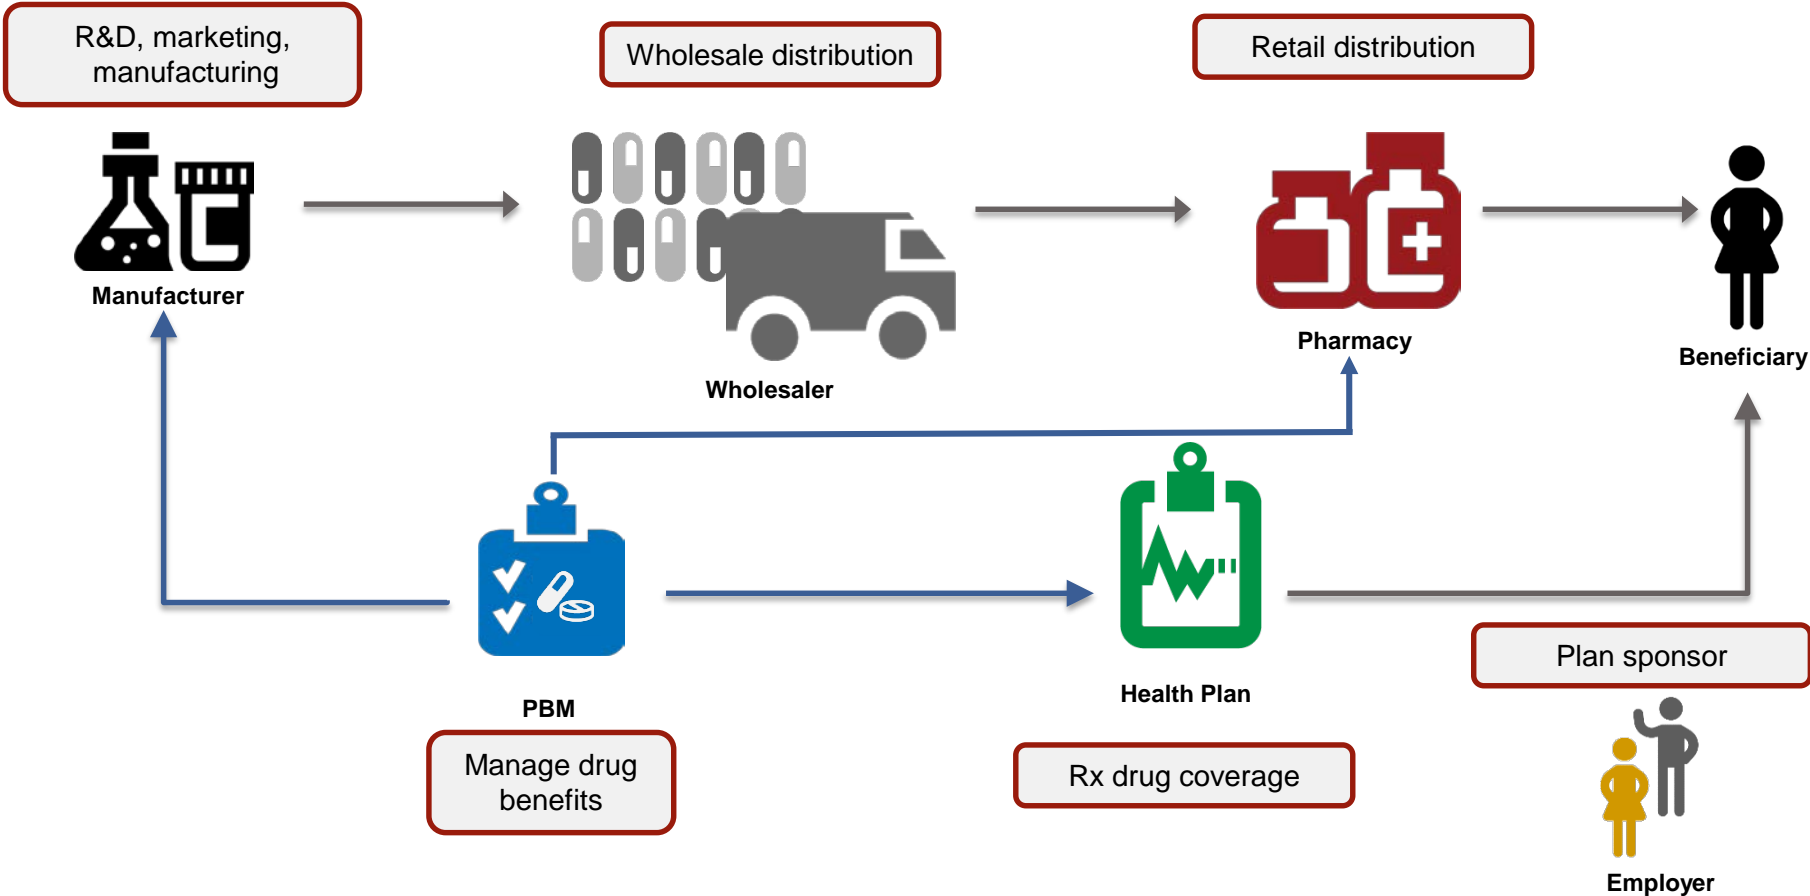 R&D, marketing,
manufacturing
Wholesale distribution
Retail distribution
Manufacturer
Wholesaler
Pharmacy
Beneficiary
PBM
Manage drug
benefits
Health Plan
Rx drug coverage
Plan sponsor
Employer